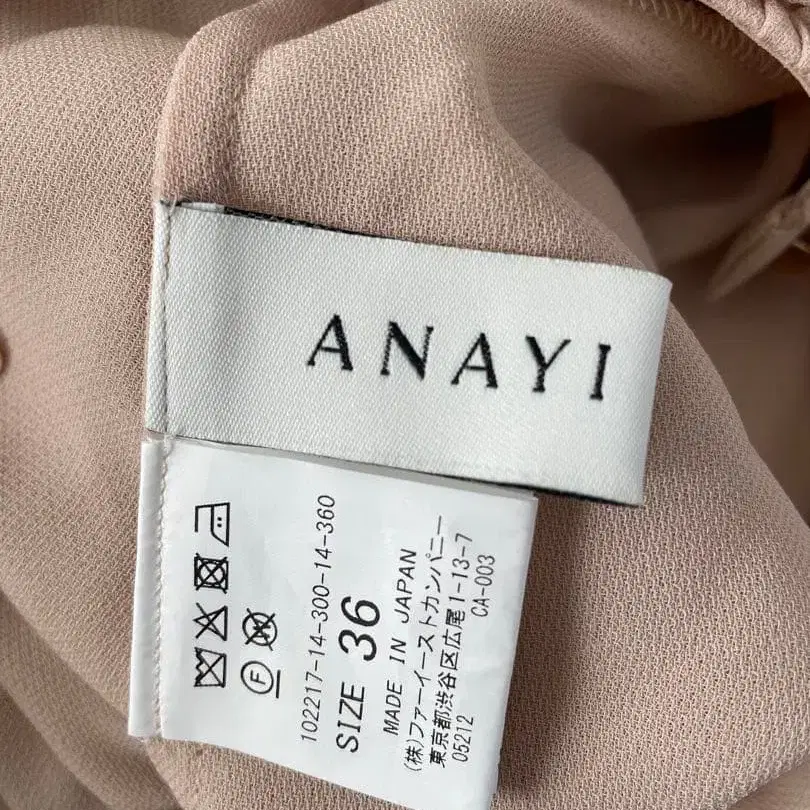 ANAYI
F
W
102217-14-300-14-360
SIZE 36
MADE IN JAPAN
(株)ファーイーストカンパニー
東京都渋谷区広尾1-13-7
05212 CA-003